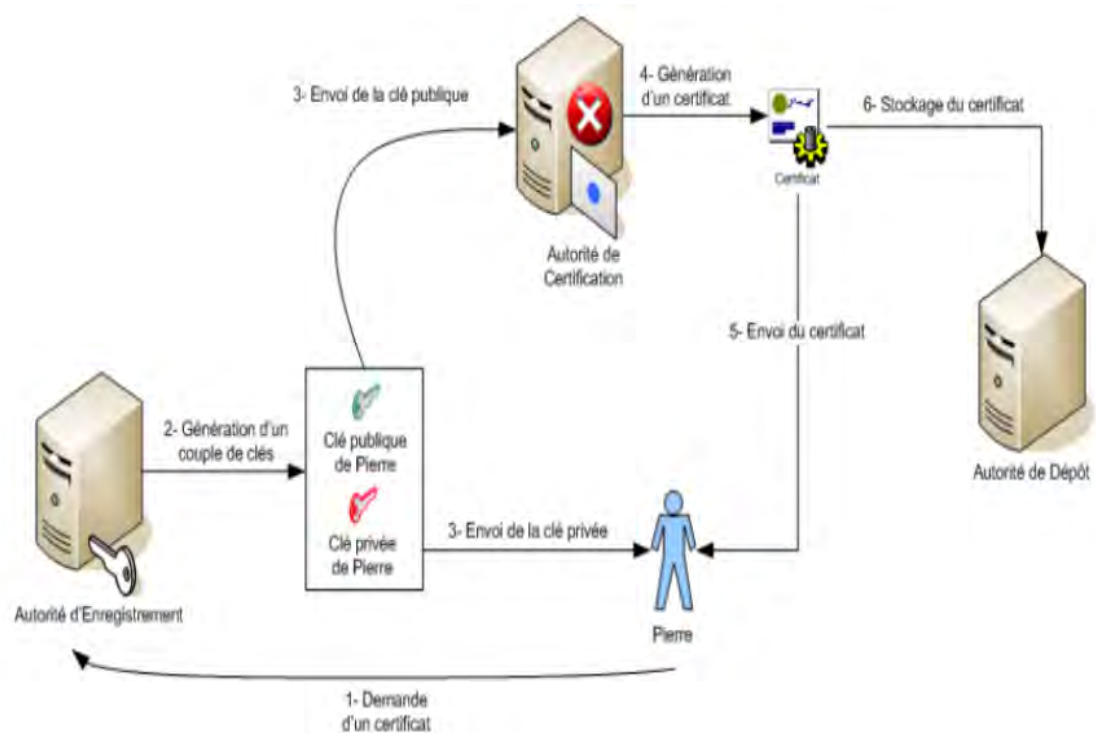 3- Envoi de la clé publique
4- Génération
d'un certificat
6- Stockage du certificat
Certificat
Autorité de
Certification
5- Envoi du certificat
2- Génération d'un
couple de clés
Clé publique
de Pierre
Clé privée
de Pierre
3- Envoi de la clé privée
Autorité de Dépôt
Autorité d'Enregistrement
Pierre
1- Demande
d'un certificat